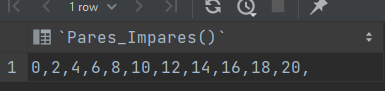 1 row
`Pares_Impares()`
1 0,2,4,6,8,10,12,14,16,18,20,